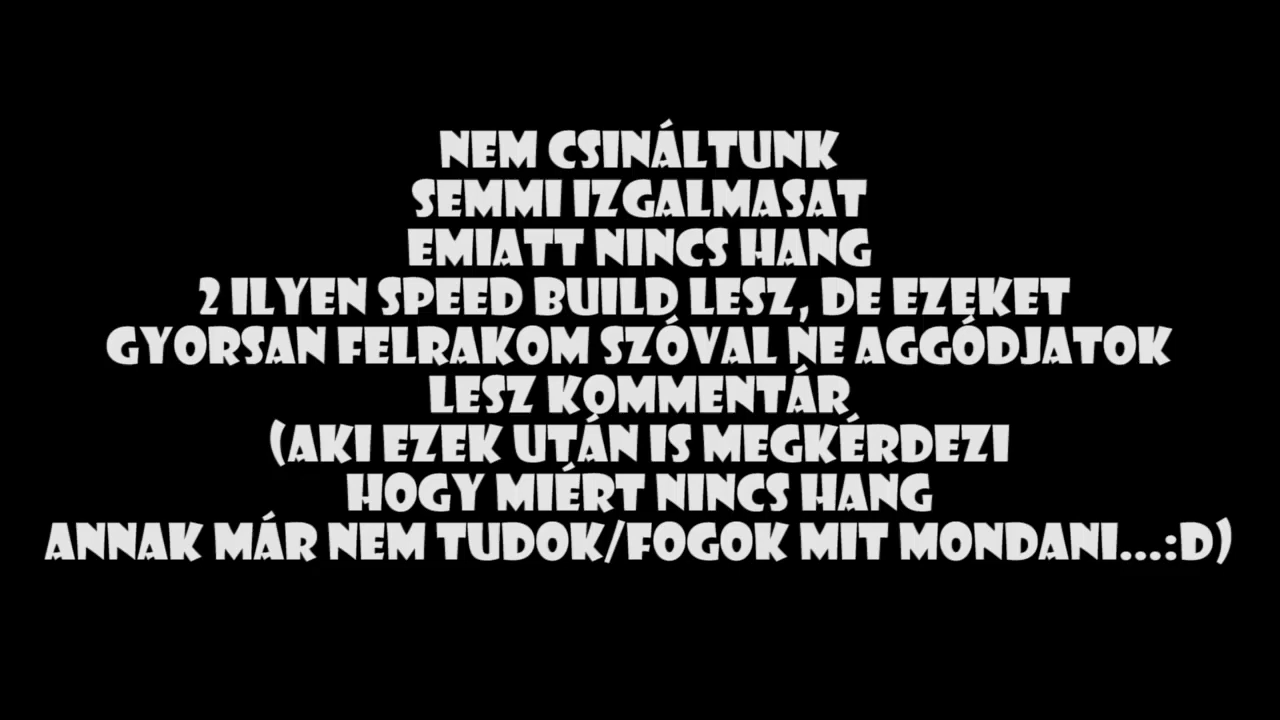 NEM CSINÁLTUNK
SEMMI IZGALMASAT
EMIATT NINCS HANG
2 ILYEN SPEED BUILD LESZ, DE EZEKET
GYORSAN FELRAKOM SZÓVAL NE AGGÓDJATOK
LESZ KOMMENTÁR
(AKI EZEK UTÁN IS MEGKÉRDEZI
HOGY MIÉRT NINCS HANG
ANNAK MÁR NEM TUDOK/FOGOK MIT MONDANI...:D)